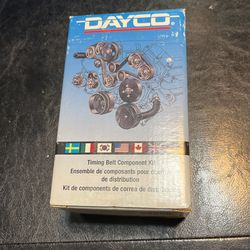 DAYCO
Timing Belt Component Kit
Ensemble de composants pour
de distribution
Kit de componentes de correa de